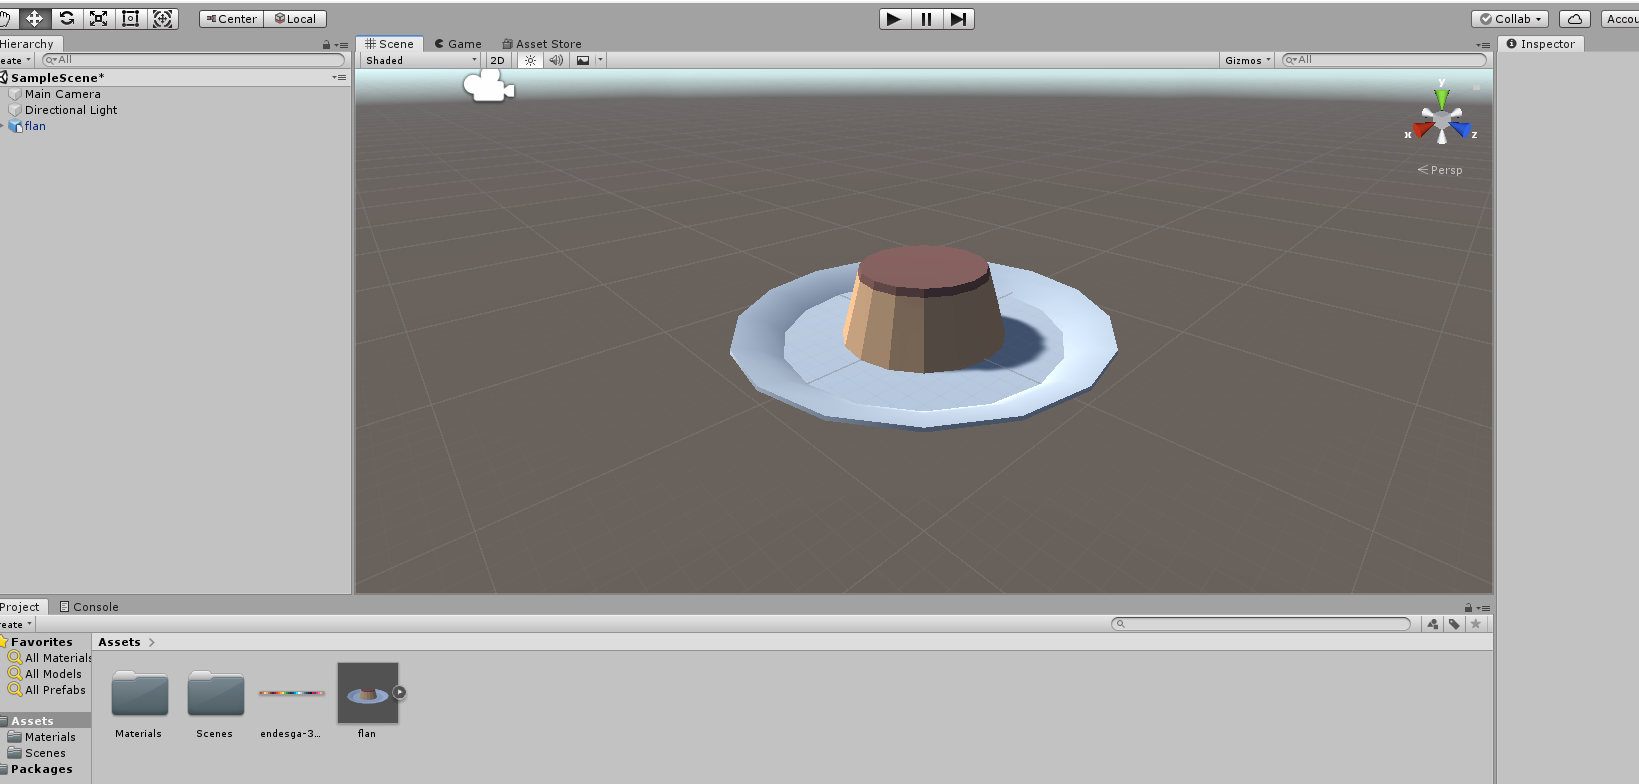 Center Local Collab Accou
Hierarchy Scene Game Asset Store Inspector
eate All Shaded 2D Gizmos All
SampleScene*
Main Camera
Directional Light
flan
y
x z
Persp
Project Console
reate
Favorites Assets
All Materials
All Models
All Prefabs
Assets
Materials
Scenes
Packages
Materials Scenes endesga-3... flan